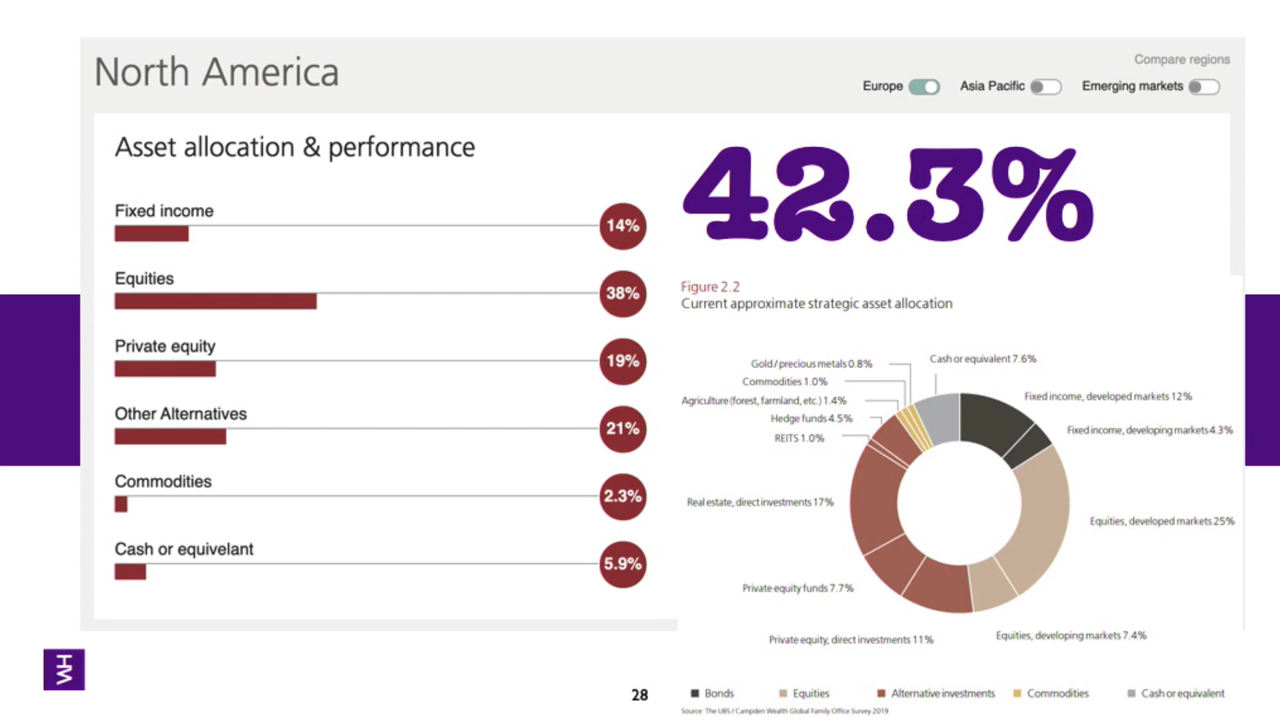 North America
Compare regions
Europe
Asia Pacific
Emerging markets
Asset allocation & performance
Fixed income
14%
Equities
38%
Private equity
19%
Other Alternatives
21%
Commodities
2.3%
Cash or equivelant
5.9%
42.3%
Figure 2.2
Current approximate strategic asset allocation
Gold/precious metals 0.8%
Commodities 1.0%
Agriculture (forest, farmland, etc.) 1.4%
Hedge funds 4.5%
REITS 1.0%
Real estate, direct investments 17%
Private equity funds 7.7%
Private equity, direct investments 11%
Cash or equivalent 7.6%
Fixed income, developed markets 12%
Fixed income, developing markets 4.3%
Equities, developed markets 25%
Equities, developing markets 7.4%
Bonds
Equities
Alternative investments
Commodities
Cash or equivalent
Source: The UBS / Campden Wealth Global Family Office Survey 2019
WH
28